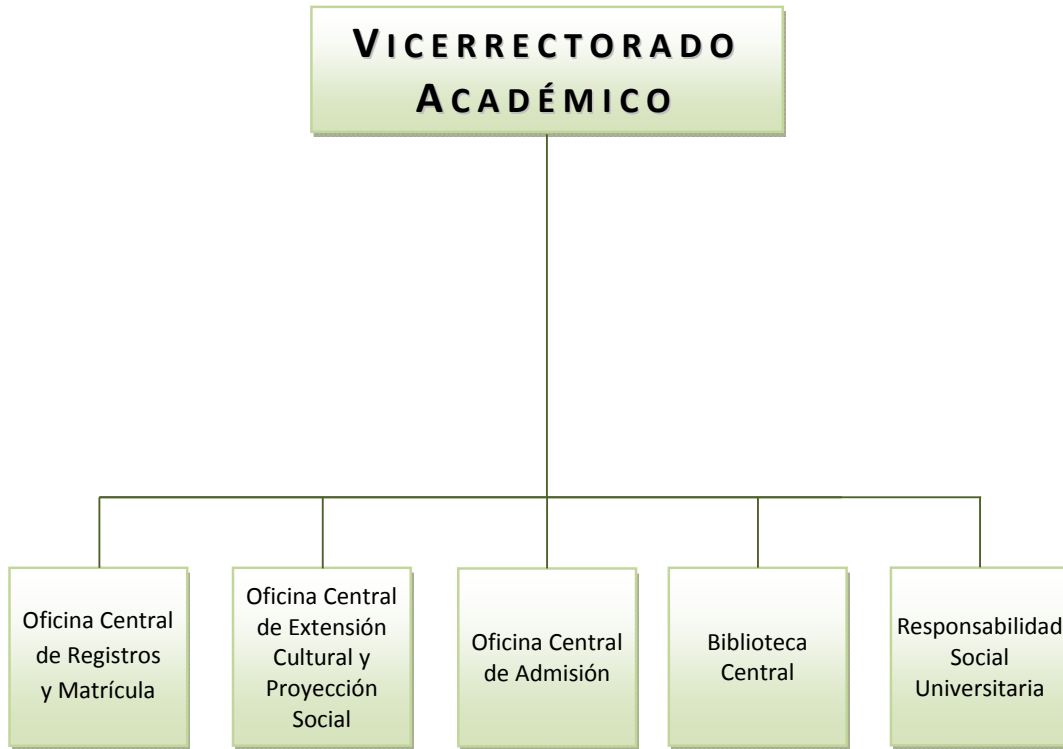 VICERRECTORADO
ACADÉMICO
Oficina Central
de Registros
y Matrícula
Oficina Central
de Extensión
Cultural y
Proyección
Social
Oficina Central
de Admisión
Biblioteca
Central
Responsabilidad
Social
Universitaria